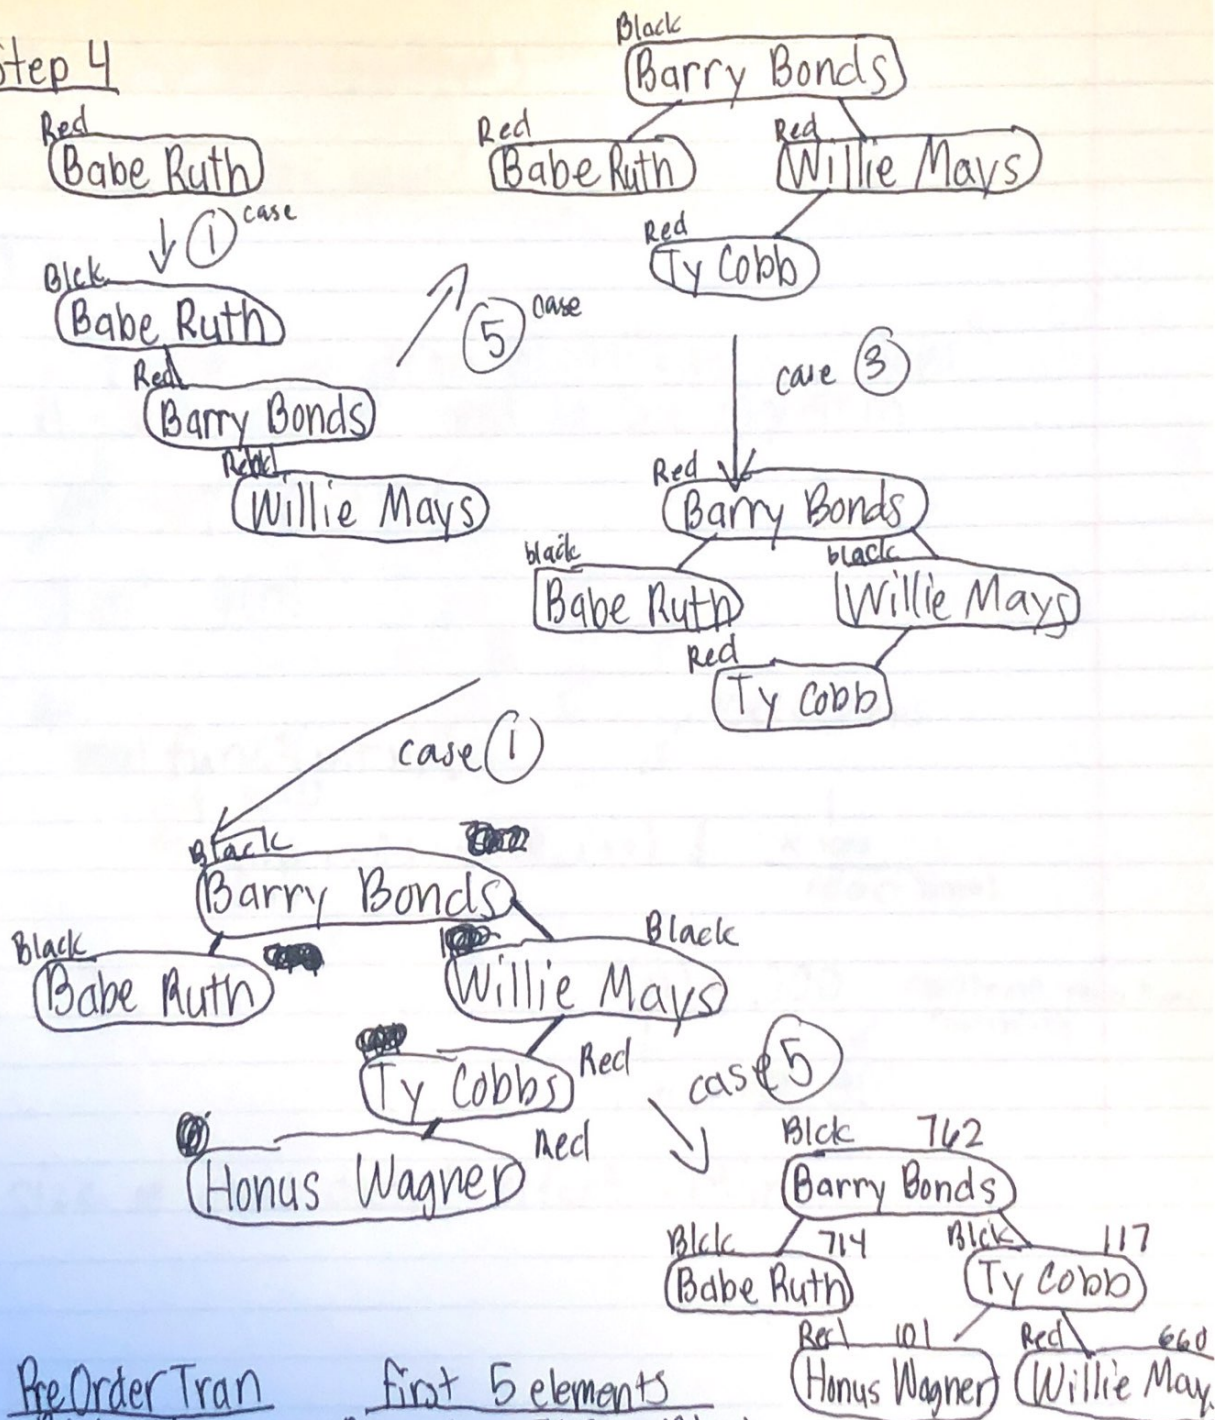 Step 4
Red
Babe Ruth
1 case
Blck
Babe Ruth
Red
Barry Bonds
Red
Willie Mays
5 case
Black
Barry Bonds
Red Red
Babe Ruth Willie Mays
Red
Ty Cobb
case 3
Red
Barry Bonds
black black
Babe Ruth Willie Mays
Red
Ty Cobb
case 1
Black
Barry Bonds
Black Black
Babe Ruth Willie Mays
Ty Cobbs Red
Honus Wagner Red
case 5
Blck 762
Barry Bonds
Blck 714 Blck 117
Babe Ruth Ty Cobb
Red 101 Red 660
Honus Wagner Willie May
PreOrder Tran first 5 elements